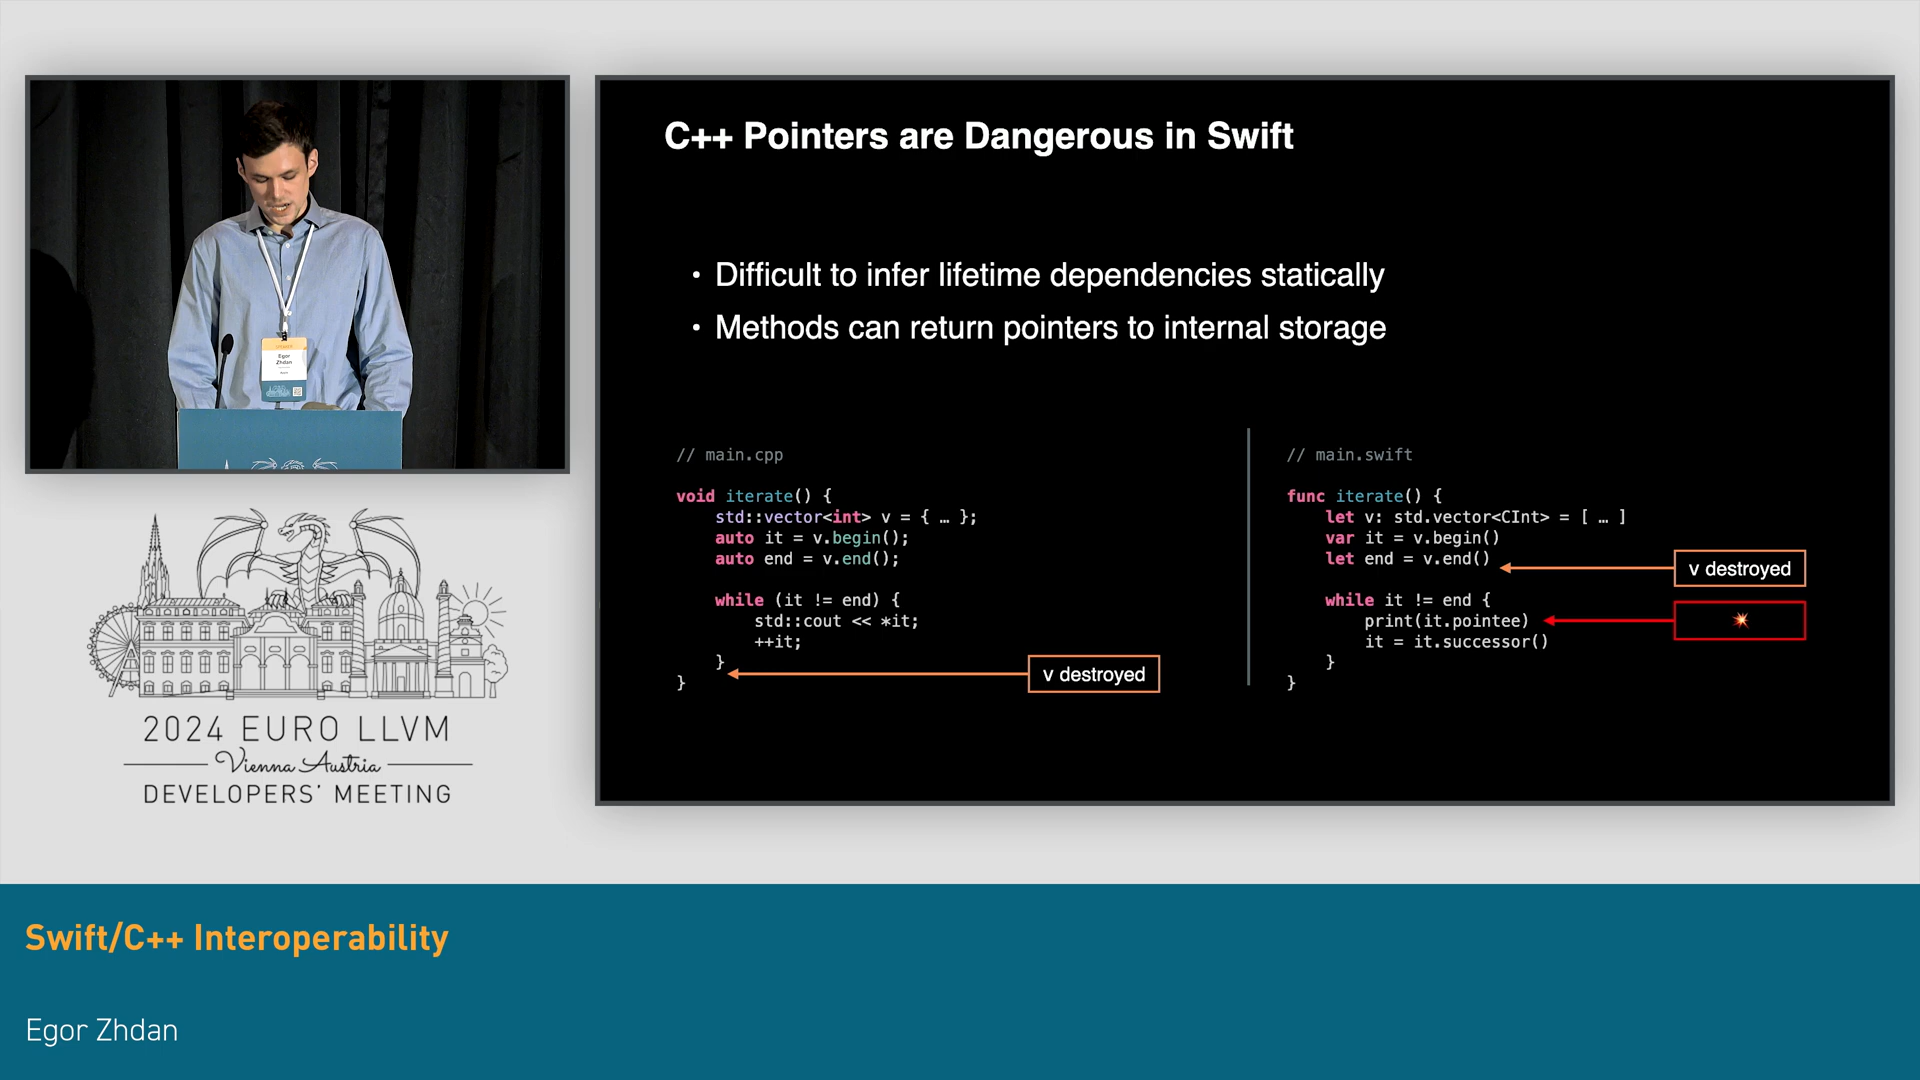 C++ Pointers are Dangerous in Swift
• Difficult to infer lifetime dependencies statically
• Methods can return pointers to internal storage
// main.cpp
void iterate() {
std::vector<int> v = { … };
auto it = v.begin();
auto end = v.end();
while (it != end) {
std::cout << *it;
++it;
}
}
v destroyed
// main.swift
func iterate() {
let v: std.vector<CInt> = [ … ]
var it = v.begin()
let end = v.end()
while it != end {
print(it.pointee)
it = it.successor()
}
}
v destroyed
Egor
Zhdan
2024 EURO LLVM
Vienna Austria
DEVELOPERS' MEETING
Swift/C++ Interoperability
Egor Zhdan